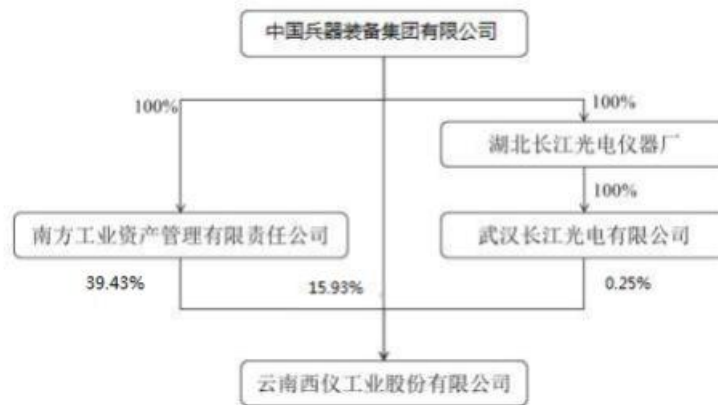 中国兵器装备集团有限公司
100%
100%
湖北长江光电仪器厂
100%
南方工业资产管理有限责任公司
武汉长江光电有限公司
39.43%
15.93%
0.25%
云南西仪工业股份有限公司